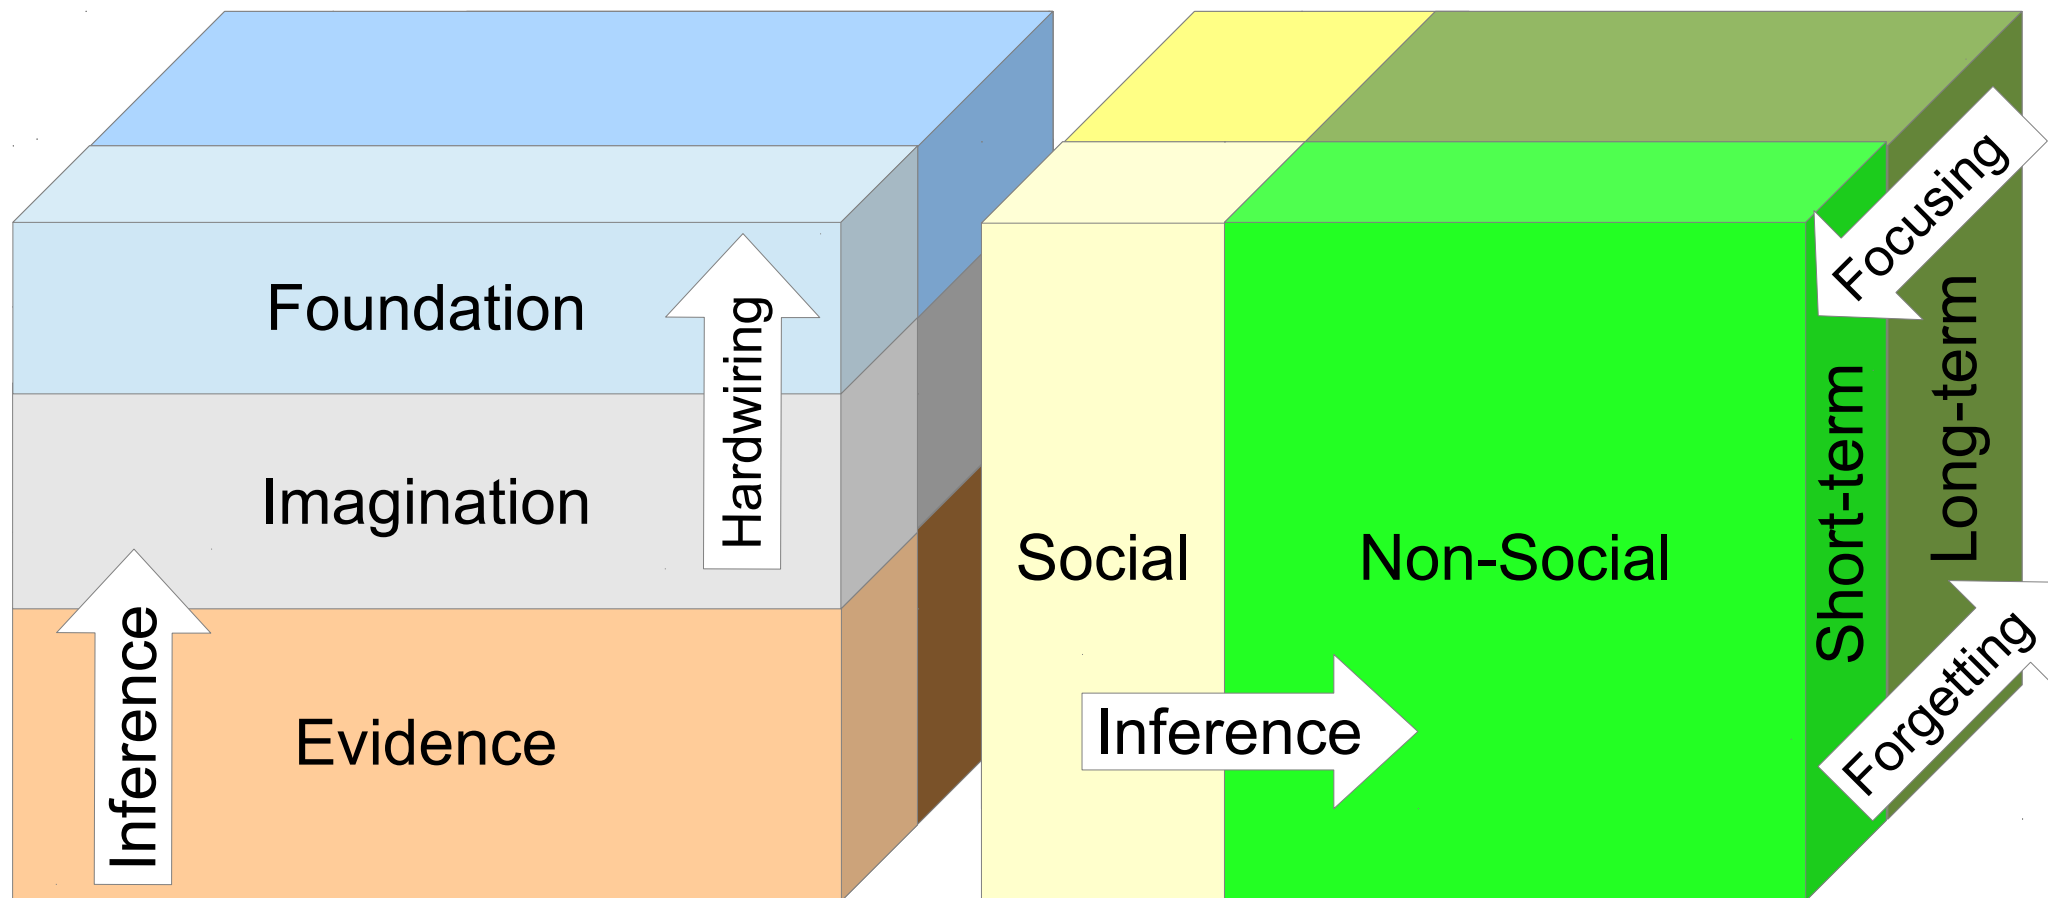 Foundation
Hardwiring
Imagination
Inference
Evidence
Social
Non-Social
Inference
Short-term
Long-term
Focusing
Forgetting